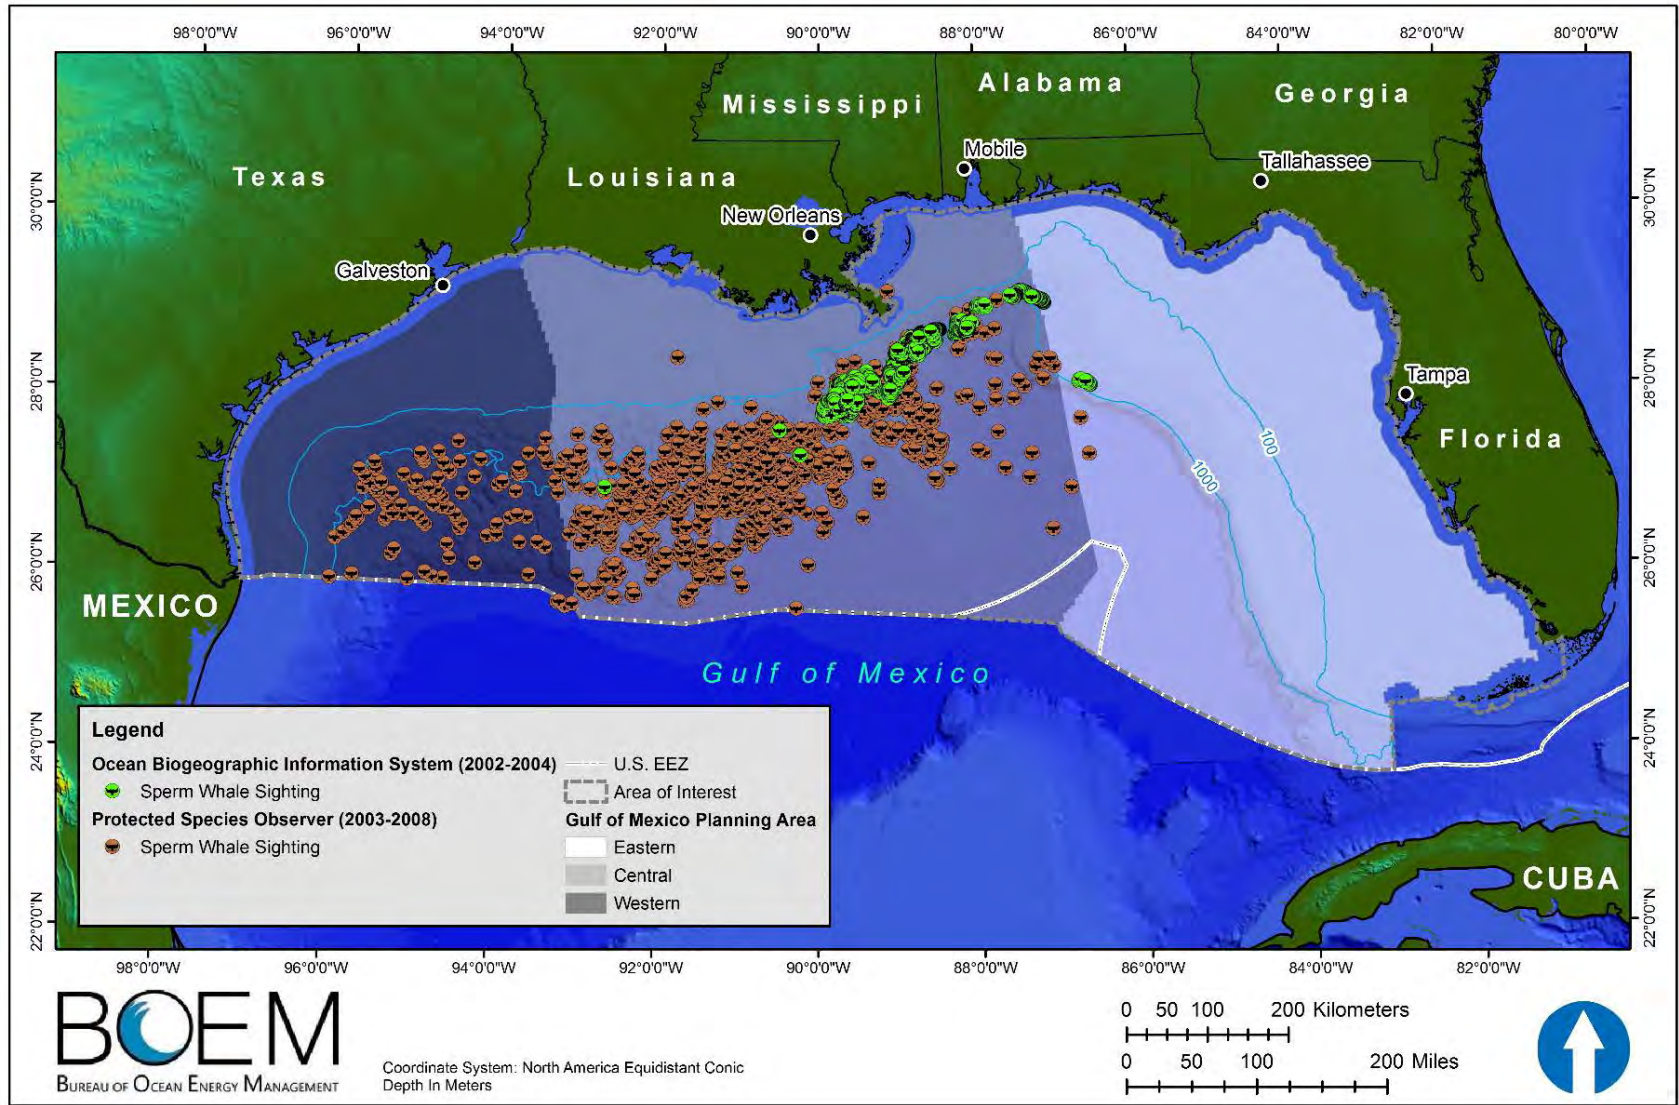 98°0'0"W 96°0'0"W 94°0'0"W 92°0'0"W 90°0'0"W 88°0'0"W 86°0'0"W 84°0'0"W 82°0'0"W 80°0'0"W
Alabama
Mississippi
Georgia
Mobile
Tallahassee
Texas
Louisiana
30°0'0"N
30°0'0"N
New Orleans
Galveston
28°0'0"N
28°0'0"N
Tampa
100
Florida
1000
26°0'0"N
26°0'0"N
MEXICO
Gulf of Mexico
Legend
Ocean Biogeographic Information System (2002-2004)
Sperm Whale Sighting
Protected Species Observer (2003-2008)
Sperm Whale Sighting
U.S. EEZ
Area of Interest
Gulf of Mexico Planning Area
Eastern
Central
Western
24°0'0"N
24°0'0"N
CUBA
22°0'0"N
22°0'0"N
98°0'0"W 96°0'0"W 94°0'0"W 92°0'0"W 90°0'0"W 88°0'0"W 86°0'0"W 84°0'0"W 82°0'0"W
BOEM
BUREAU OF OCEAN ENERGY MANAGEMENT
Coordinate System: North America Equidistant Conic
Depth In Meters
0 50 100 200 Kilometers
0 50 100 200 Miles